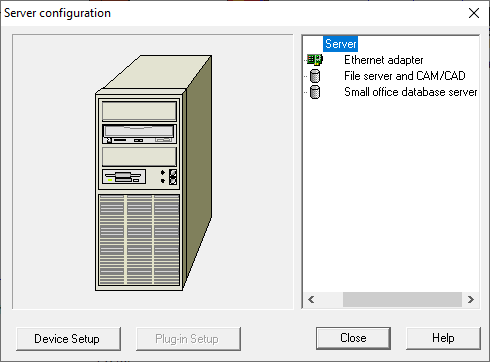 Server configuration
Server
Ethernet adapter
File server and CAM/CAD
Small office database server
Device Setup
Plug-in Setup
Close
Help